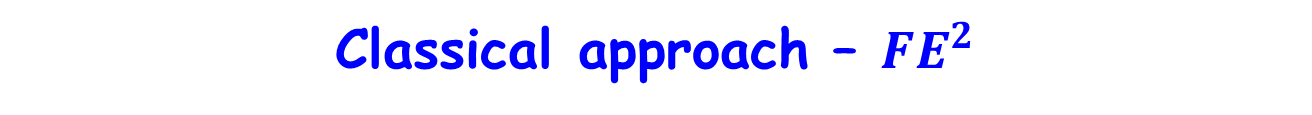 Classical approach – FE²